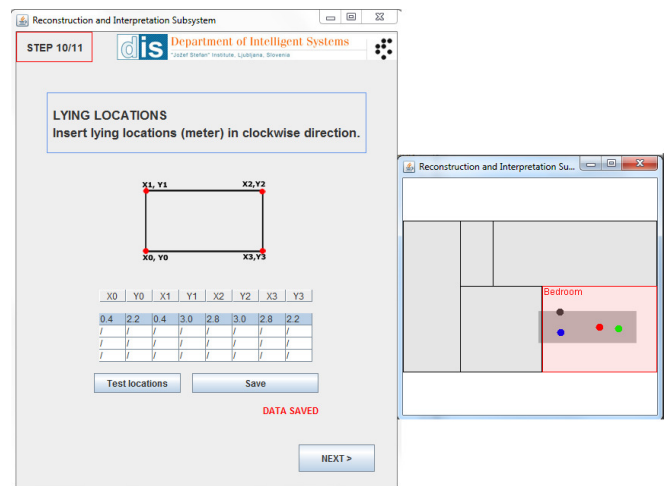 Reconstruction and Interpretation Subsystem
STEP 10/11
dis Department of Intelligent Systems
"Jožef Stefan" Institute, Ljubljana, Slovenia
LYING LOCATIONS
Insert lying locations (meter) in clockwise direction.
X1, Y1 X2,Y2
X0, Y0 X3,Y3
X0 Y0 X1 Y1 X2 Y2 X3 Y3
0.4 2.2 0.4 3.0 2.8 3.0 2.8 2.2
/ / / / / / / /
/ / / / / / / /
/ / / / / / / /
Test locations Save
DATA SAVED
NEXT >
Reconstruction and Interpretation Su...
Bedroom